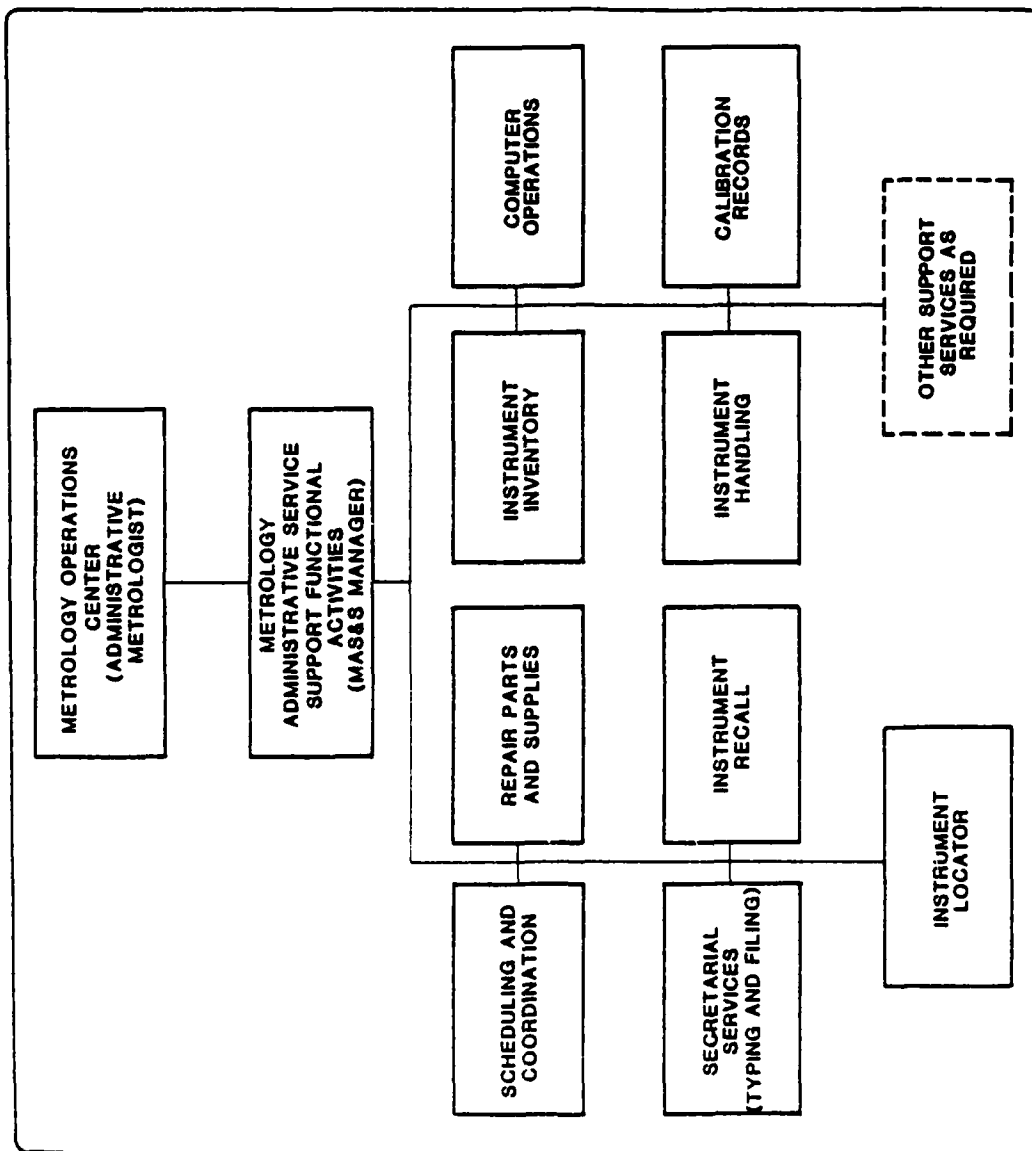 METROLOGY OPERATIONS
CENTER
(ADMINISTRATIVE
METROLOGIST)
METROLOGY
ADMINISTRATIVE SERVICE
SUPPORT FUNCTIONAL
ACTIVITIES
(MAS&S MANAGER)
SCHEDULING AND
COORDINATION
REPAIR PARTS
AND SUPPLIES
INSTRUMENT
INVENTORY
COMPUTER
OPERATIONS
SECRETARIAL
SERVICES
(TYPING AND FILING)
INSTRUMENT
RECALL
INSTRUMENT
HANDLING
CALIBRATION
RECORDS
INSTRUMENT
LOCATOR
OTHER SUPPORT
SERVICES AS
REQUIRED